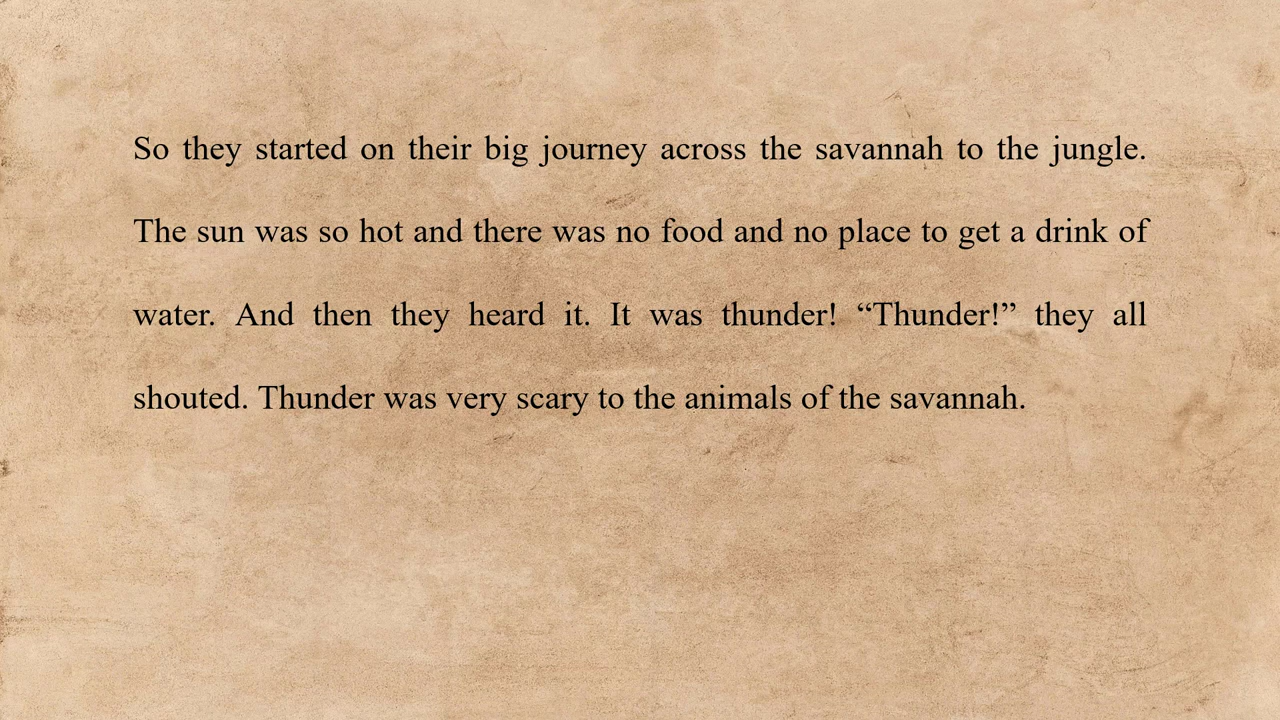 So they started on their big journey across the savannah to the jungle.
The sun was so hot and there was no food and no place to get a drink of
water. And then they heard it. It was thunder! “Thunder!” they all
shouted. Thunder was very scary to the animals of the savannah.